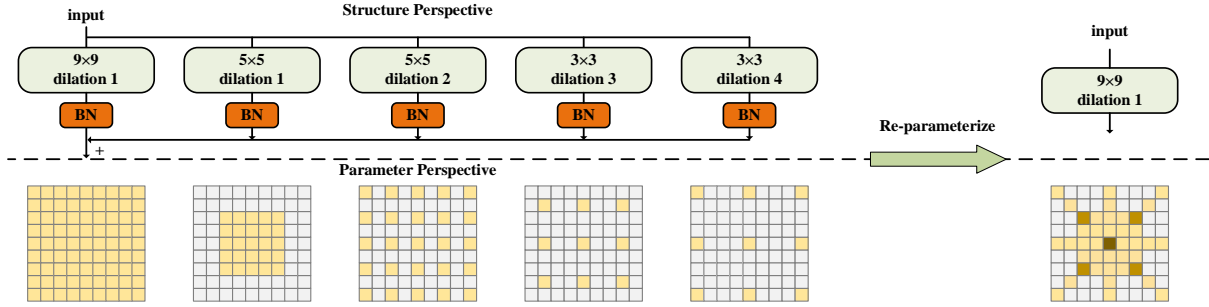 Structure Perspective
input
9×9
dilation 1
5×5
dilation 1
5×5
dilation 2
3×3
dilation 3
3×3
dilation 4
BN
BN
BN
BN
BN
+
input
9×9
dilation 1
Re-parameterize
Parameter Perspective